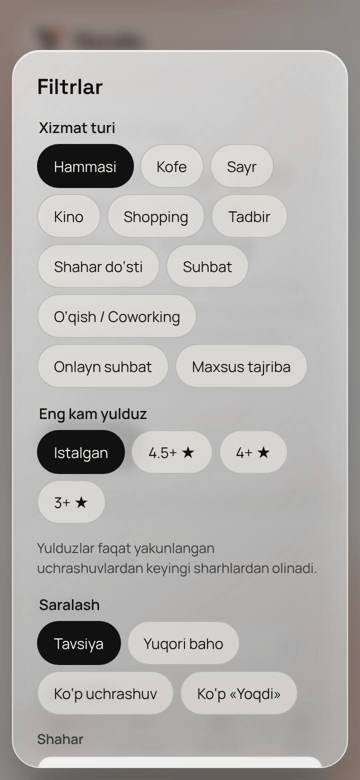 Filtrlar
Xizmat turi
Hammasi Kofe Sayr
Kino Shopping Tadbir
Shahar do‘sti Suhbat
O‘qish / Coworking
Onlayn suhbat Maxsus tajriba
Eng kam yulduz
Istalgan 4.5+ ★ 4+ ★
3+ ★
Yulduzlar faqat yakunlangan
uchrashuvlardan keyingi sharhlardan olinadi.
Saralash
Tavsiya Yuqori baho
Ko‘p uchrashuv Ko‘p «Yoqdi»
Shahar